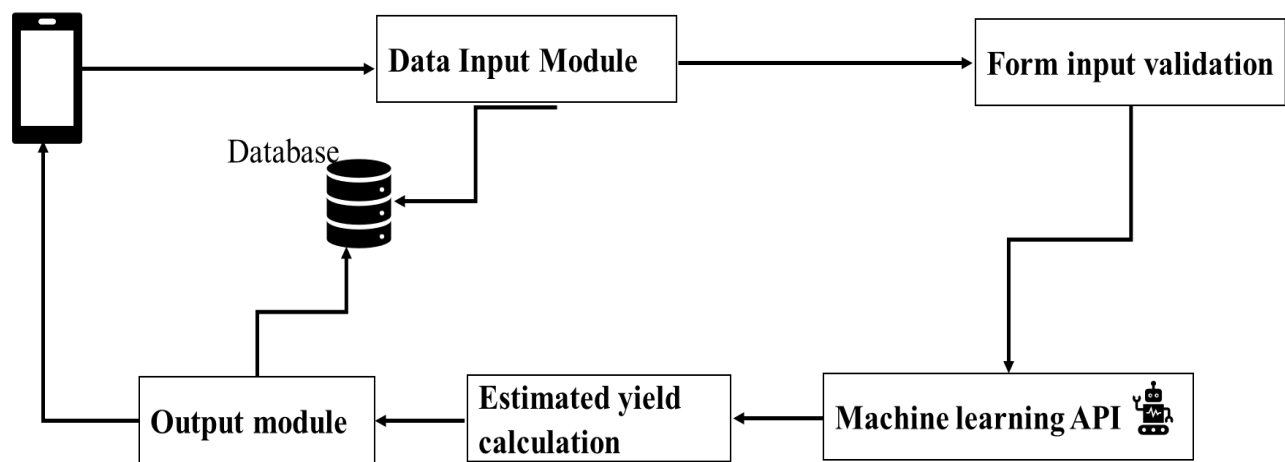 Data Input Module
Form input validation
Database
Output module
Estimated yield
calculation
Machine learning API